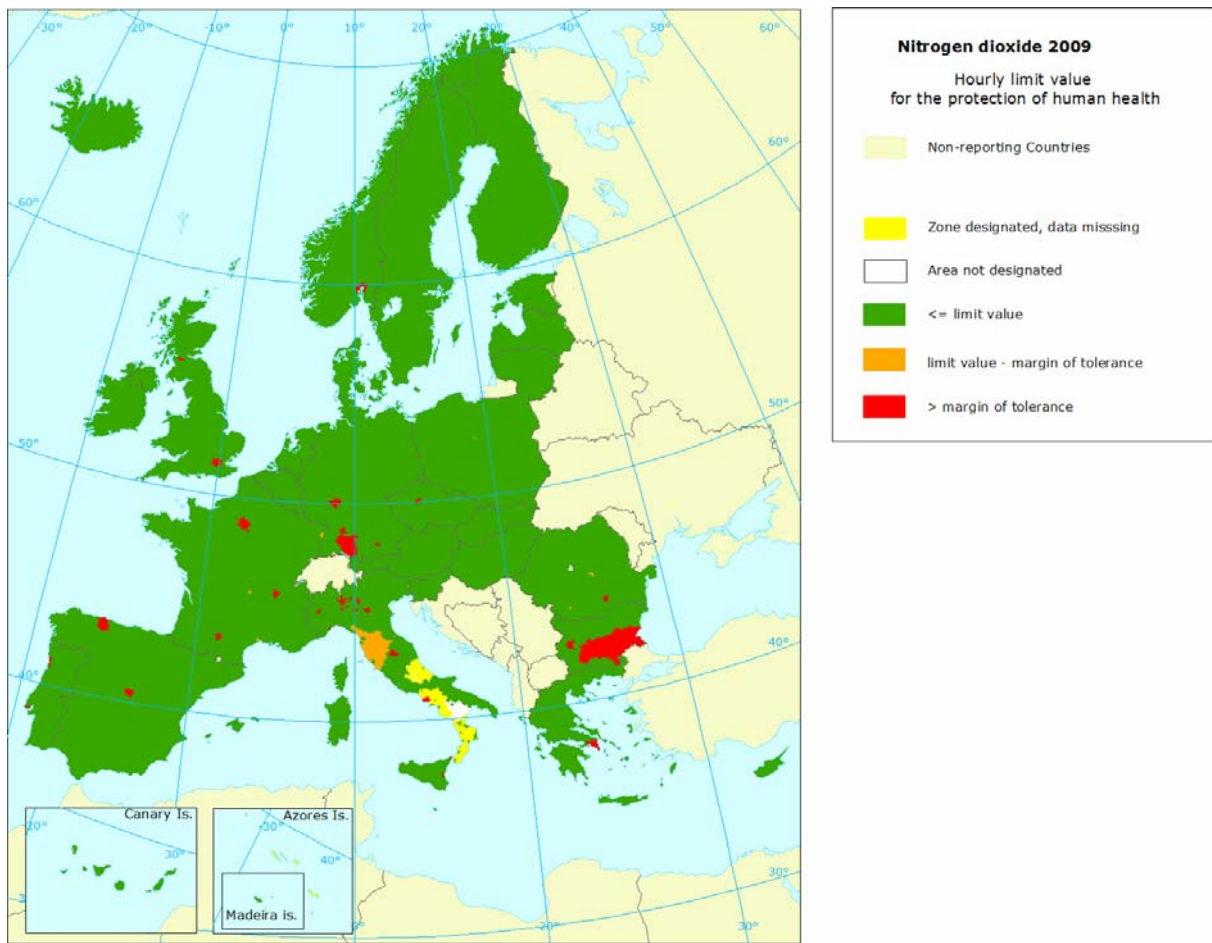 -30°
-20°
-10°
0°
10°
20°
30°
40°
50°
60°
60°
60°
50°
50°
40°
40°
Canary Is.
Azores Is.
-20°
-30°
30°
40°
30°
Madeira is.
0°
10°
20°
30°
Nitrogen dioxide 2009
Hourly limit value
for the protection of human health
Non-reporting Countries
Zone designated, data misssing
Area not designated
<= limit value
limit value - margin of tolerance
> margin of tolerance